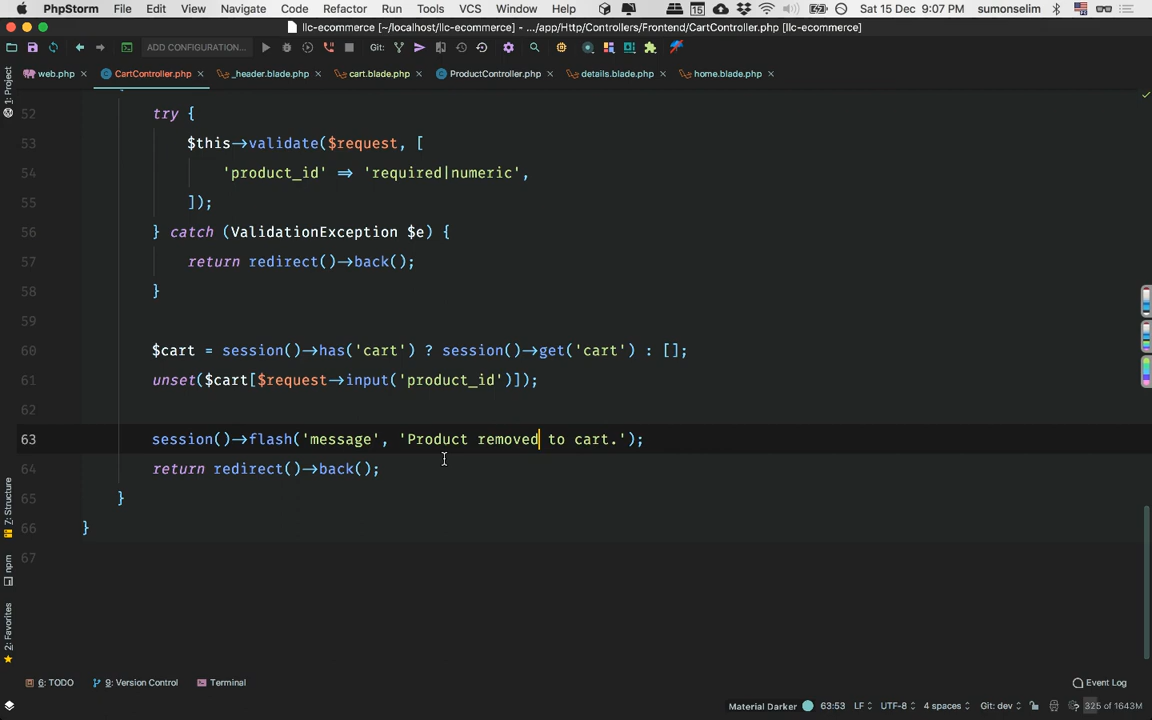 PhpStorm File Edit View Navigate Code Refactor Run Tools VCS Window Help Sat 15 Dec 9:07 PM sumonselim
llc-ecommerce [~/localhost/llc-ecommerce] - .../app/Http/Controllers/Frontend/CartController.php [llc-ecommerce]
ADD CONFIGURATION... Git:
web.php CartController.php _header.blade.php cart.blade.php ProductController.php details.blade.php home.blade.php
1: Project
52 try {
53 $this→validate($request, [
54 'product_id' ⇒ 'required|numeric',
55 ]);
56 } catch (ValidationException $e) {
57 return redirect()→back();
58 }
59
60 $cart = session()→has('cart') ? session()→get('cart') : [];
61 unset($cart[$request→input('product_id')]);
62
63 session()→flash('message', 'Product removed to cart.');
64 return redirect()→back();
65 }
66 }
67
7: Structure
npm
2: Favorites
6: TODO 9: Version Control Terminal Event Log
Material Darker 63:53 LF UTF-8 4 spaces Git: dev 325 of 1643M